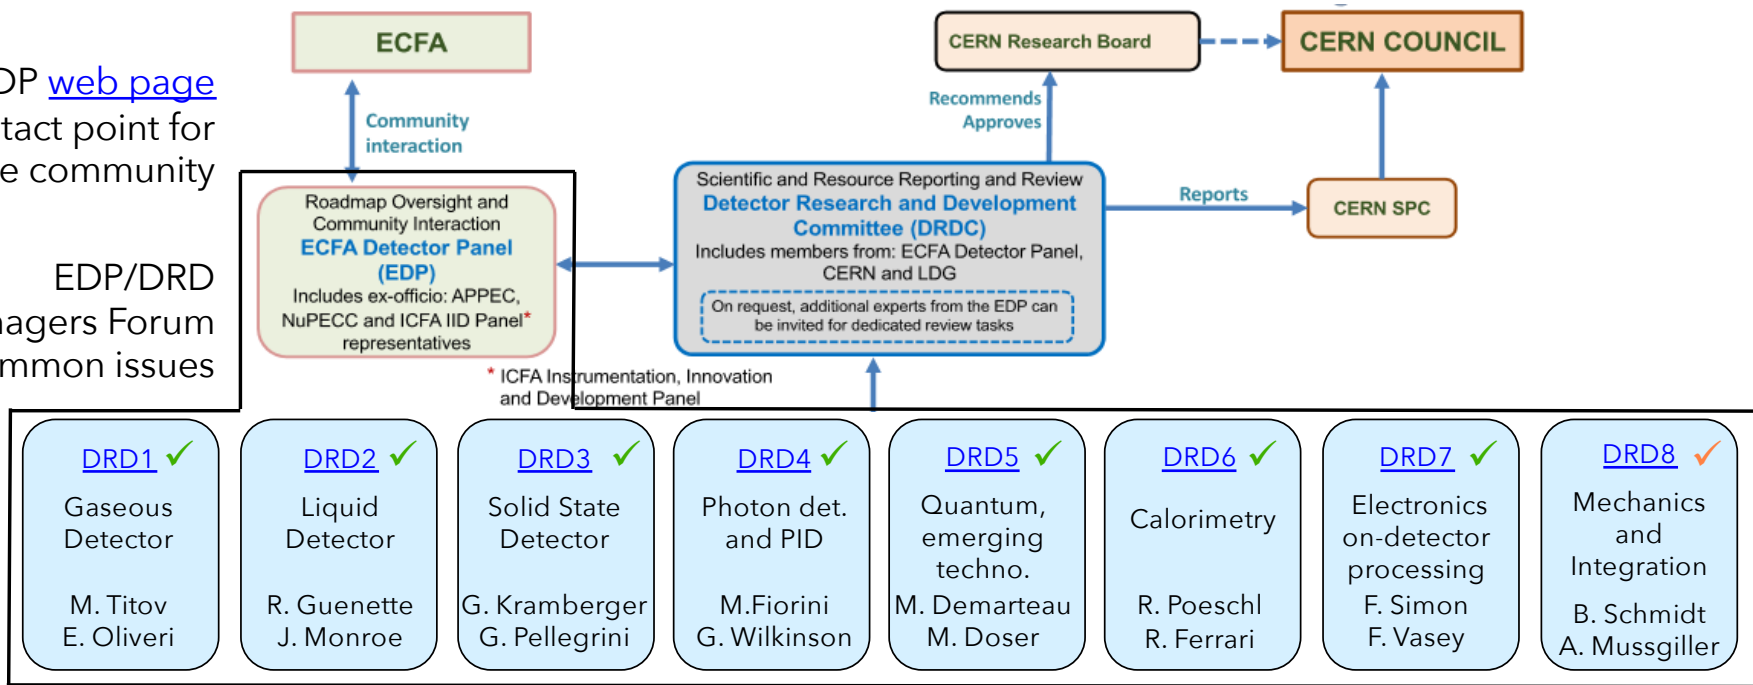 ECFA
CERN Research Board
CERN COUNCIL
DP web page
tact point for
e community
Community
interaction
Recommends
Approves
Roadmap Oversight and
Community Interaction
ECFA Detector Panel
(EDP)
Includes ex-officio: APPEC,
NuPECC and ICFA IID Panel*
representatives
Scientific and Resource Reporting and Review
Detector Research and Development
Committee (DRDC)
Includes members from: ECFA Detector Panel,
CERN and LDG
On request, additional experts from the EDP can
be invited for dedicated review tasks
Reports
CERN SPC
EDP/DRD
nagers Forum
mmon issues
* ICFA Instrumentation, Innovation
and Development Panel
DRD1 ✓
Gaseous
Detector
M. Titov
E. Oliveri
DRD2 ✓
Liquid
Detector
R. Guenette
J. Monroe
DRD3 ✓
Solid State
Detector
G. Kramberger
G. Pellegrini
DRD4 ✓
Photon det.
and PID
M.Fiorini
G. Wilkinson
DRD5 ✓
Quantum,
emerging
techno.
M. Demarteau
M. Doser
DRD6 ✓
Calorimetry
R. Poeschl
R. Ferrari
DRD7 ✓
Electronics
on-detector
processing
F. Simon
F. Vasey
DRD8 ✓
Mechanics
and
Integration
B. Schmidt
A. Mussgiller